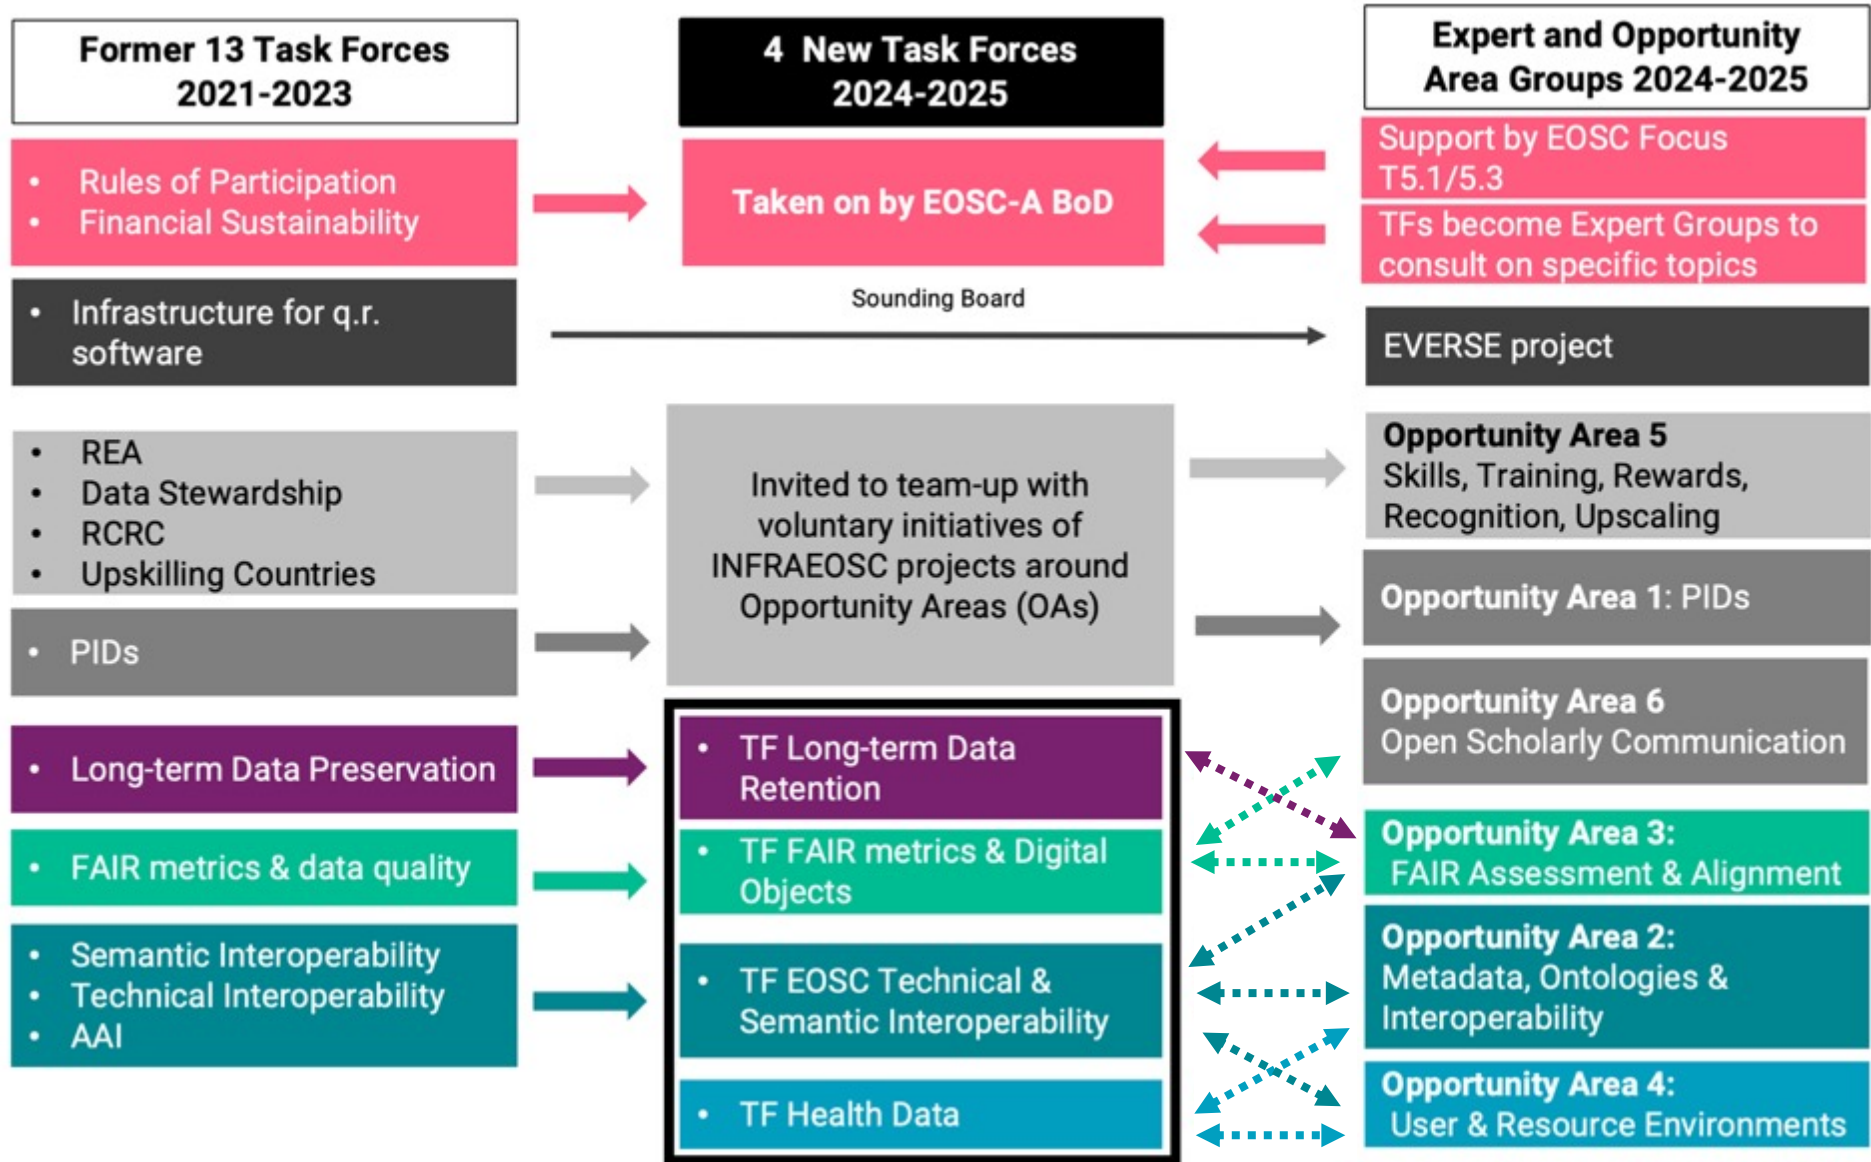 Former 13 Task Forces
2021-2023
• Rules of Participation
• Financial Sustainability
• Infrastructure for q.r.
software
• REA
• Data Stewardship
• RCRC
• Upskilling Countries
• PIDs
• Long-term Data Preservation
• FAIR metrics & data quality
• Semantic Interoperability
• Technical Interoperability
• AAI
4 New Task Forces
2024-2025
Taken on by EOSC-A BoD
Sounding Board
Invited to team-up with
voluntary initiatives of
INFRAEOSC projects around
Opportunity Areas (OAs)
• TF Long-term Data
Retention
• TF FAIR metrics & Digital
Objects
• TF EOSC Technical &
Semantic Interoperability
• TF Health Data
Expert and Opportunity
Area Groups 2024-2025
Support by EOSC Focus
T5.1/5.3
TFs become Expert Groups to
consult on specific topics
EVERSE project
Opportunity Area 5
Skills, Training, Rewards,
Recognition, Upscaling
Opportunity Area 1: PIDs
Opportunity Area 6
Open Scholarly Communication
Opportunity Area 3:
FAIR Assessment & Alignment
Opportunity Area 2:
Metadata, Ontologies &
Interoperability
Opportunity Area 4:
User & Resource Environments